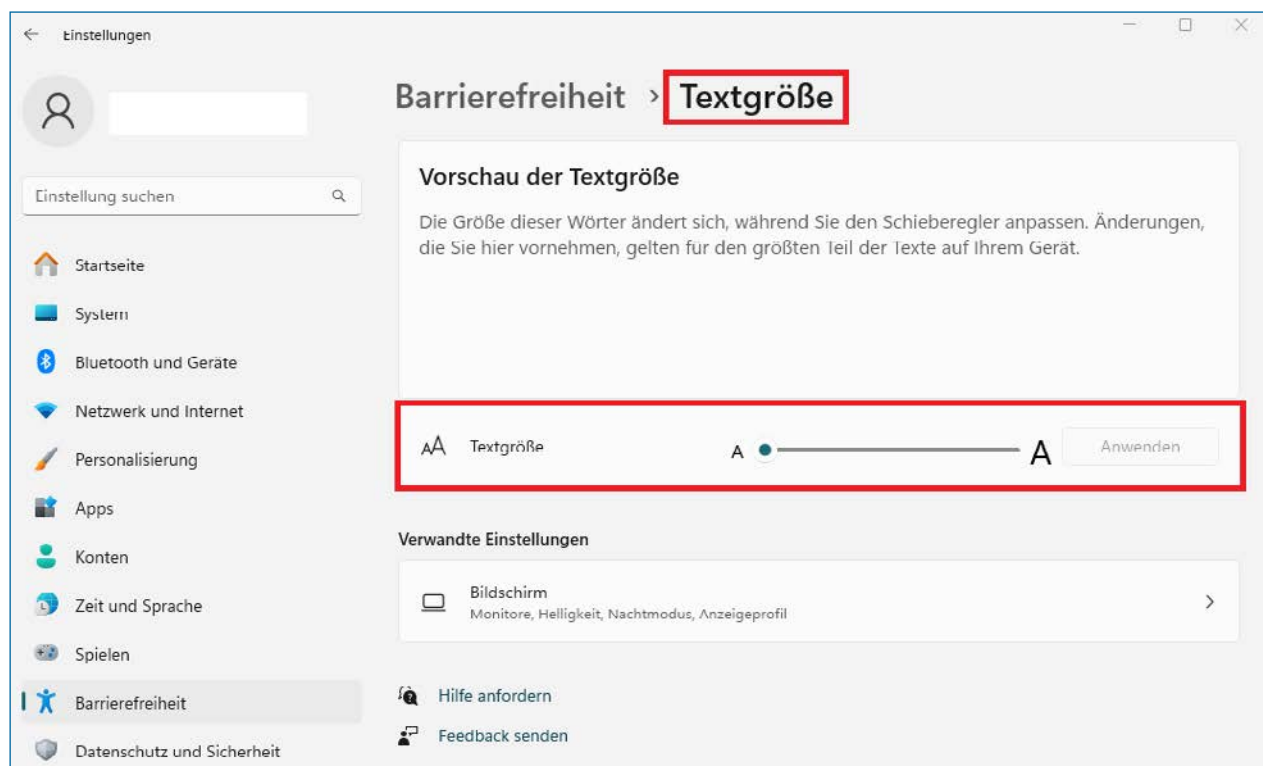 Einstellungen
Barrierefreiheit › Textgröße
Einstellung suchen
Startseite
System
Bluetooth und Geräte
Netzwerk und Internet
Personalisierung
Apps
Konten
Zeit und Sprache
Spielen
Barrierefreiheit
Datenschutz und Sicherheit
Vorschau der Textgröße
Die Größe dieser Wörter ändert sich, während Sie den Schieberegler anpassen. Änderungen,
die Sie hier vornehmen, gelten für den größten Teil der Texte auf Ihrem Gerät.
AA Textgröße A A Anwenden
Verwandte Einstellungen
Bildschirm
Monitore, Helligkeit, Nachtmodus, Anzeigeprofil
Hilfe anfordern
Feedback senden